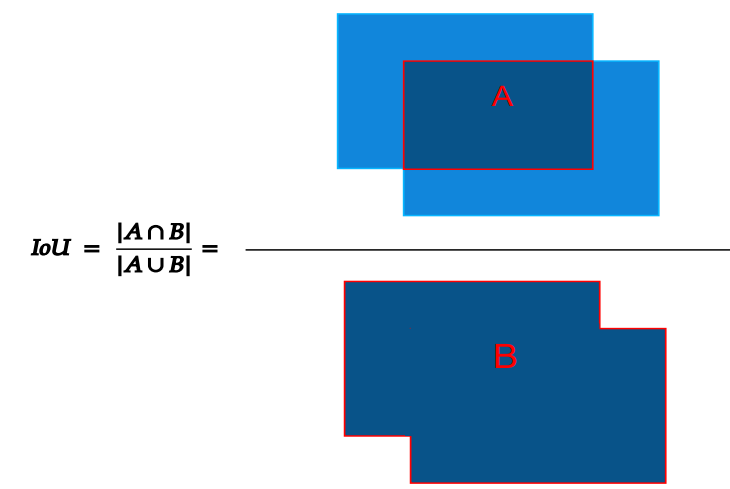 A
IoU = |A ∩ B| / |A ∪ B| =
B